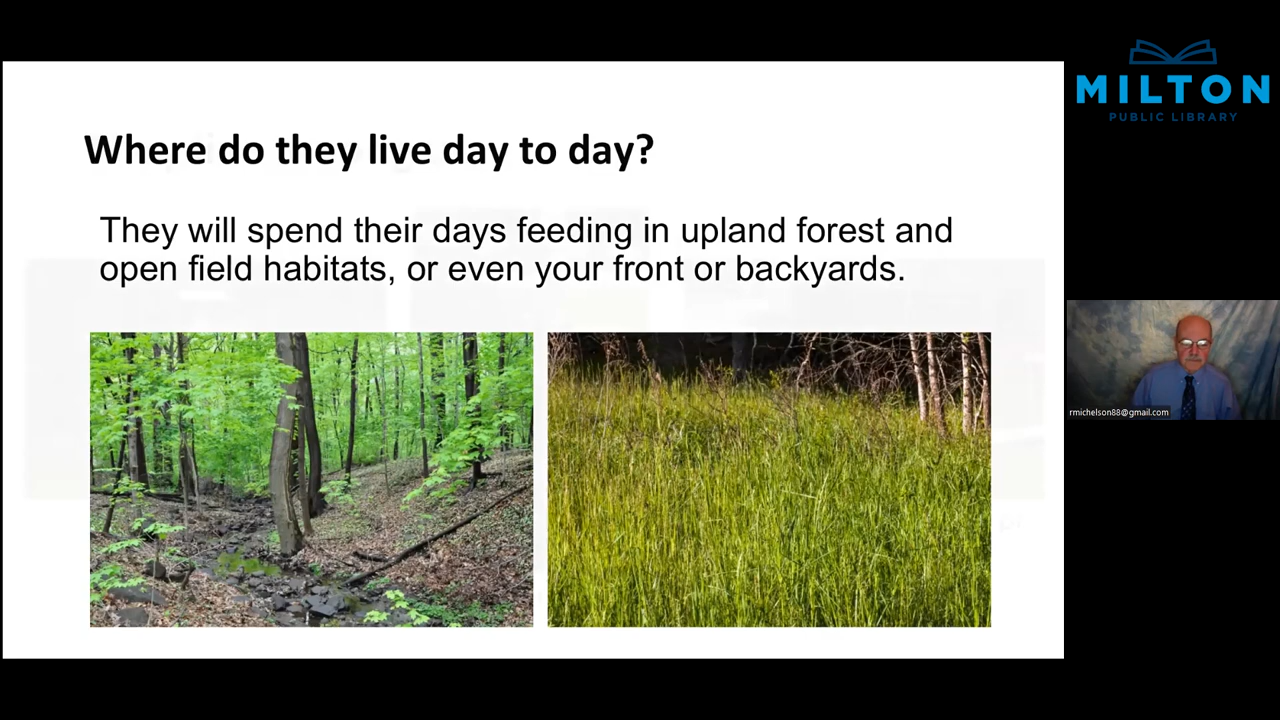 Where do they live day to day?
They will spend their days feeding in upland forest and
open field habitats, or even your front or backyards.
MILTON
PUBLIC LIBRARY
rmichelson88@gmail.com